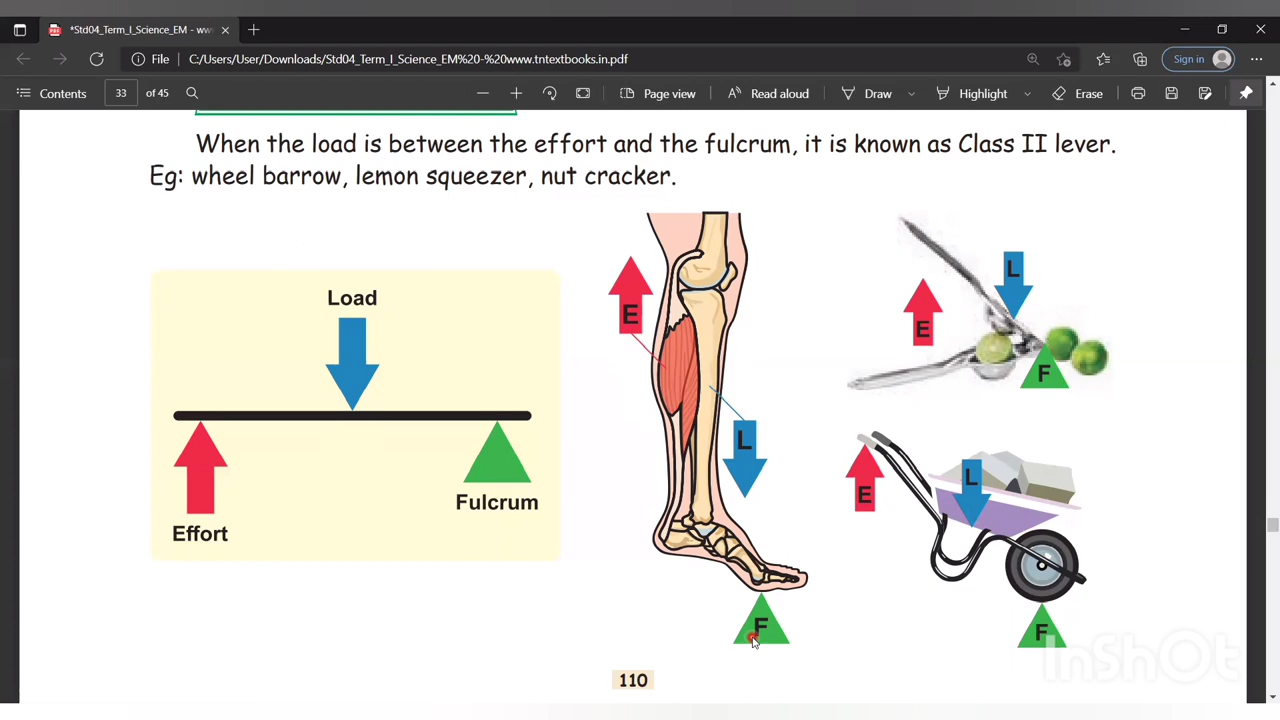 *Std04_Term_I_Science_EM - www
File
C:/Users/User/Downloads/Std04_Term_I_Science_EM%20-%20www.tntextbooks.in.pdf
Sign in
Contents
33 of 45
Page view
Read aloud
Draw
Highlight
Erase
When the load is between the effort and the fulcrum, it is known as Class II lever.
Eg: wheel barrow, lemon squeezer, nut cracker.
Load
Effort
Fulcrum
E
L
F
E
L
F
E
L
F
110
InShOt